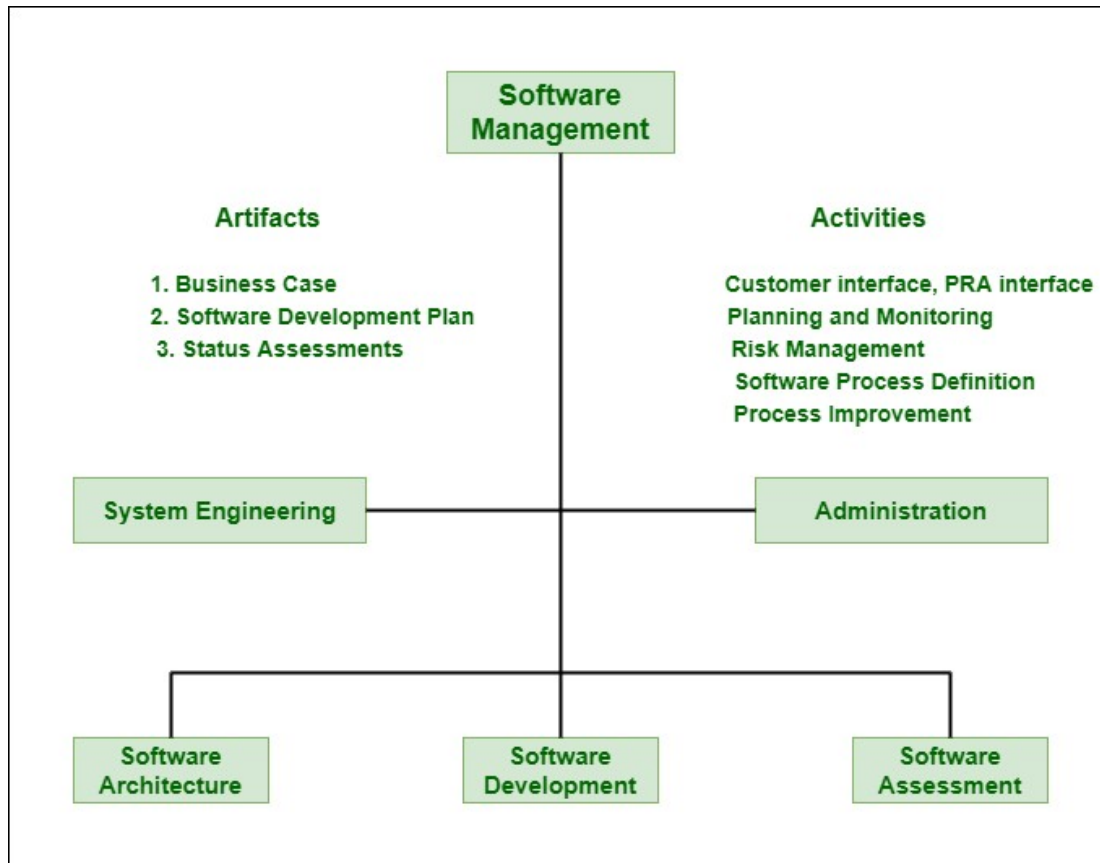 Software
Management
Artifacts
1. Business Case
2. Software Development Plan
3. Status Assessments
Activities
Customer interface, PRA interface
Planning and Monitoring
Risk Management
Software Process Definition
Process Improvement
System Engineering
Administration
Software
Architecture
Software
Development
Software
Assessment